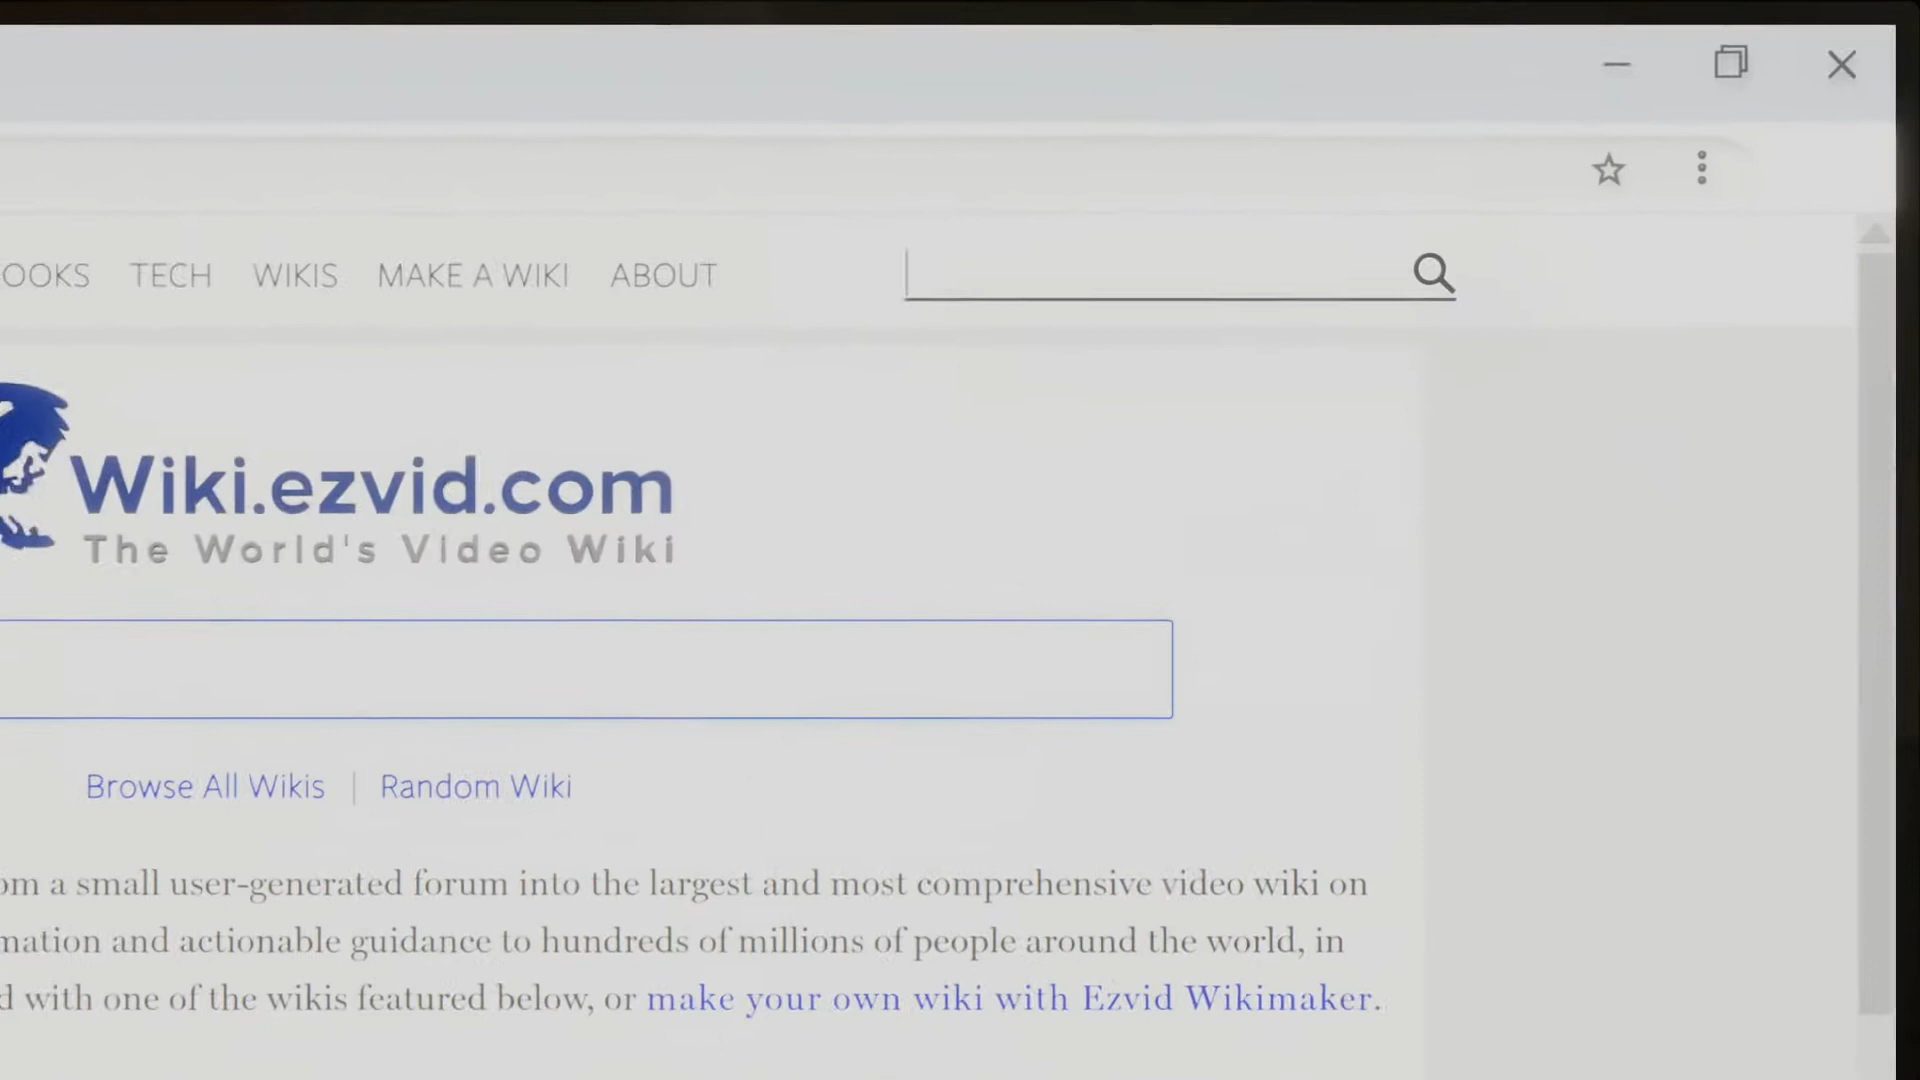 OOKS TECH WIKIS MAKE A WIKI ABOUT
Wiki.ezvid.com
The World's Video Wiki
Browse All Wikis | Random Wiki
om a small user-generated forum into the largest and most comprehensive video wiki on
mation and actionable guidance to hundreds of millions of people around the world, in
d with one of the wikis featured below, or make your own wiki with Ezvid Wikimaker.